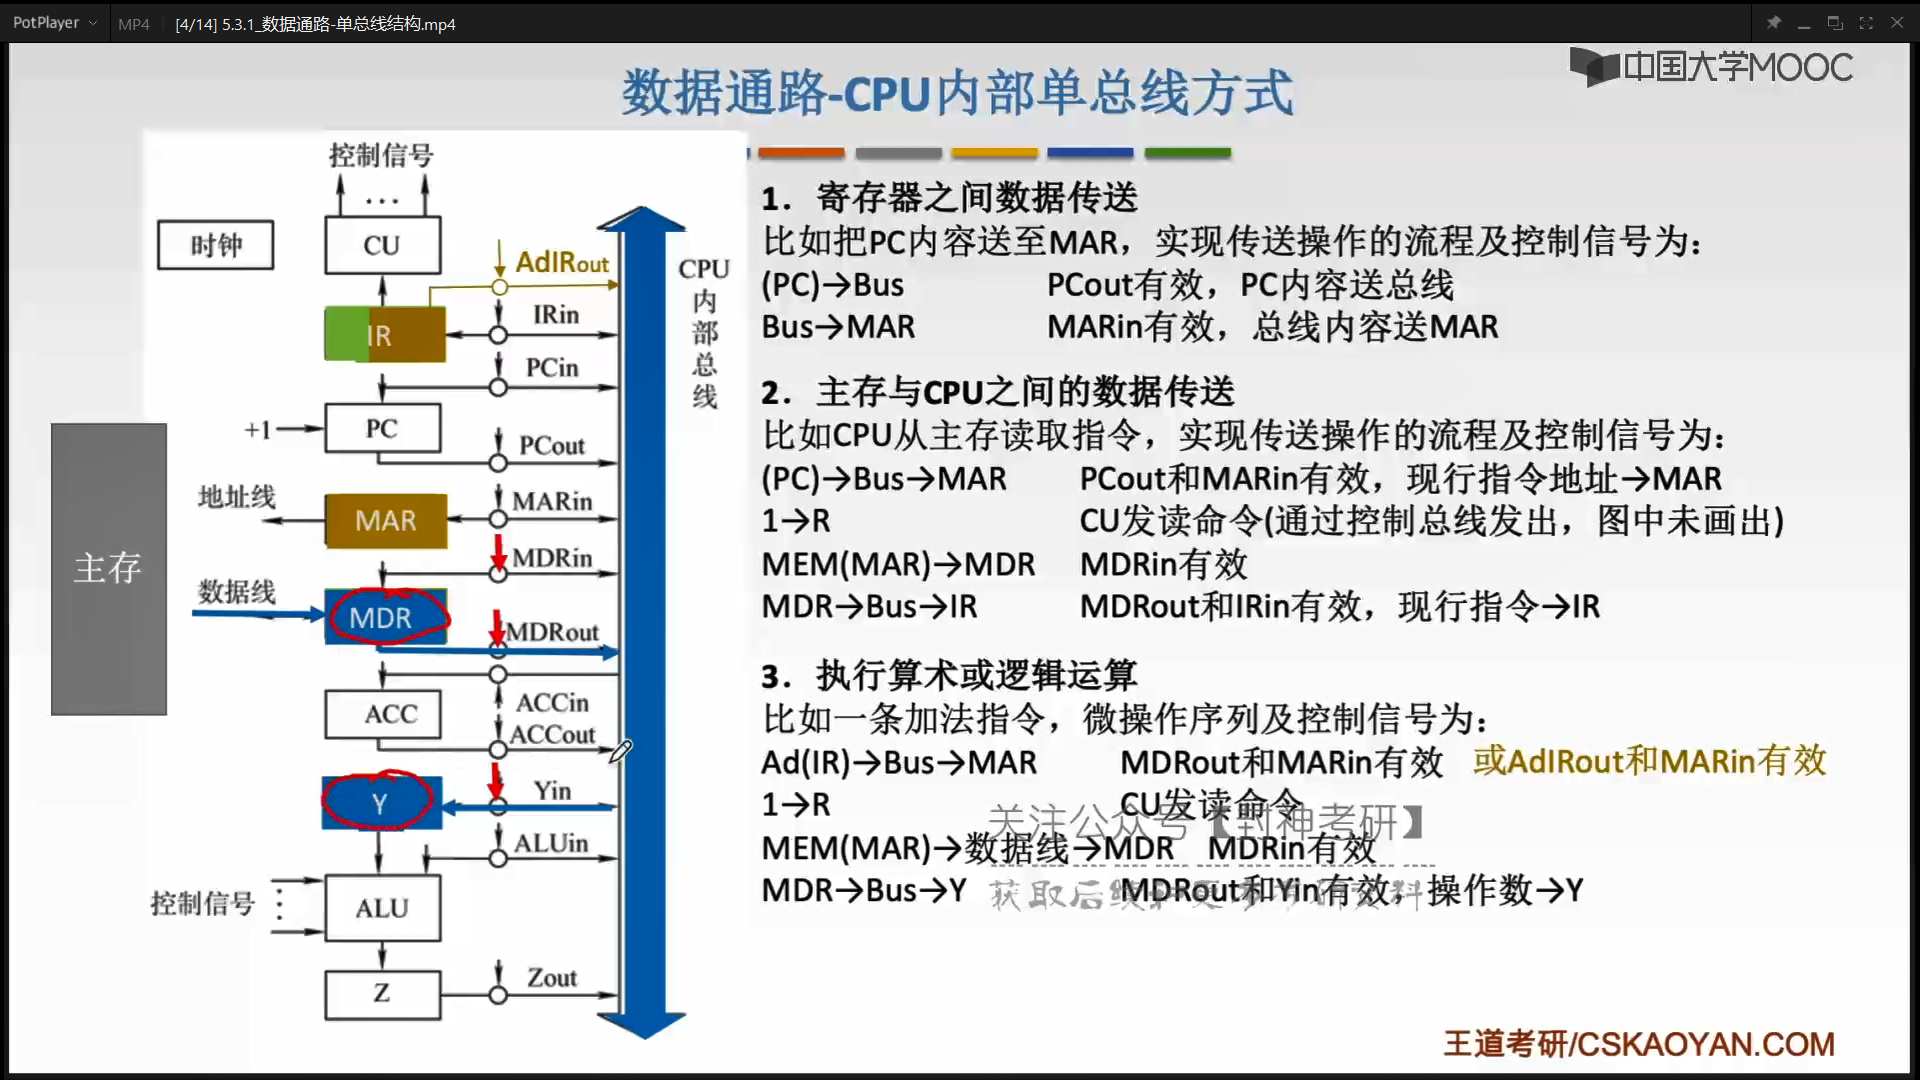 PotPlayer MP4 [4/14] 5.3.1_数据通路-单总线结构.mp4
中国大学MOOC
数据通路-CPU内部单总线方式
控制信号
...
时钟
CU
AdIRout
CPU内部总线
IR
IRin
PCin
+1
PC
PCout
地址线
MAR
MARin
主存
MDRin
数据线
MDR
MDRout
ACC
ACCin
ACCout
Y
Yin
ALUin
控制信号
ALU
Z
Zout
1. 寄存器之间数据传送
比如把PC内容送至MAR，实现传送操作的流程及控制信号为：
(PC)→Bus PCout有效，PC内容送总线
Bus→MAR MARin有效，总线内容送MAR
2. 主存与CPU之间的数据传送
比如CPU从主存读取指令，实现传送操作的流程及控制信号为：
(PC)→Bus→MAR PCout和MARin有效，现行指令地址→MAR
1→R CU发读命令(通过控制总线发出，图中未画出)
MEM(MAR)→MDR MDRin有效
MDR→Bus→IR MDRout和IRin有效，现行指令→IR
3. 执行算术或逻辑运算
比如一条加法指令，微操作序列及控制信号为：
Ad(IR)→Bus→MAR MDRout和MARin有效 或AdIRout和MARin有效
1→R CU发读命令
关注公众号【封神考研】
MEM(MAR)→数据线→MDR MDRin有效
MDR→Bus→Y MDRout和Yin有效，操作数→Y
王道考研/CSKAOYAN.COM